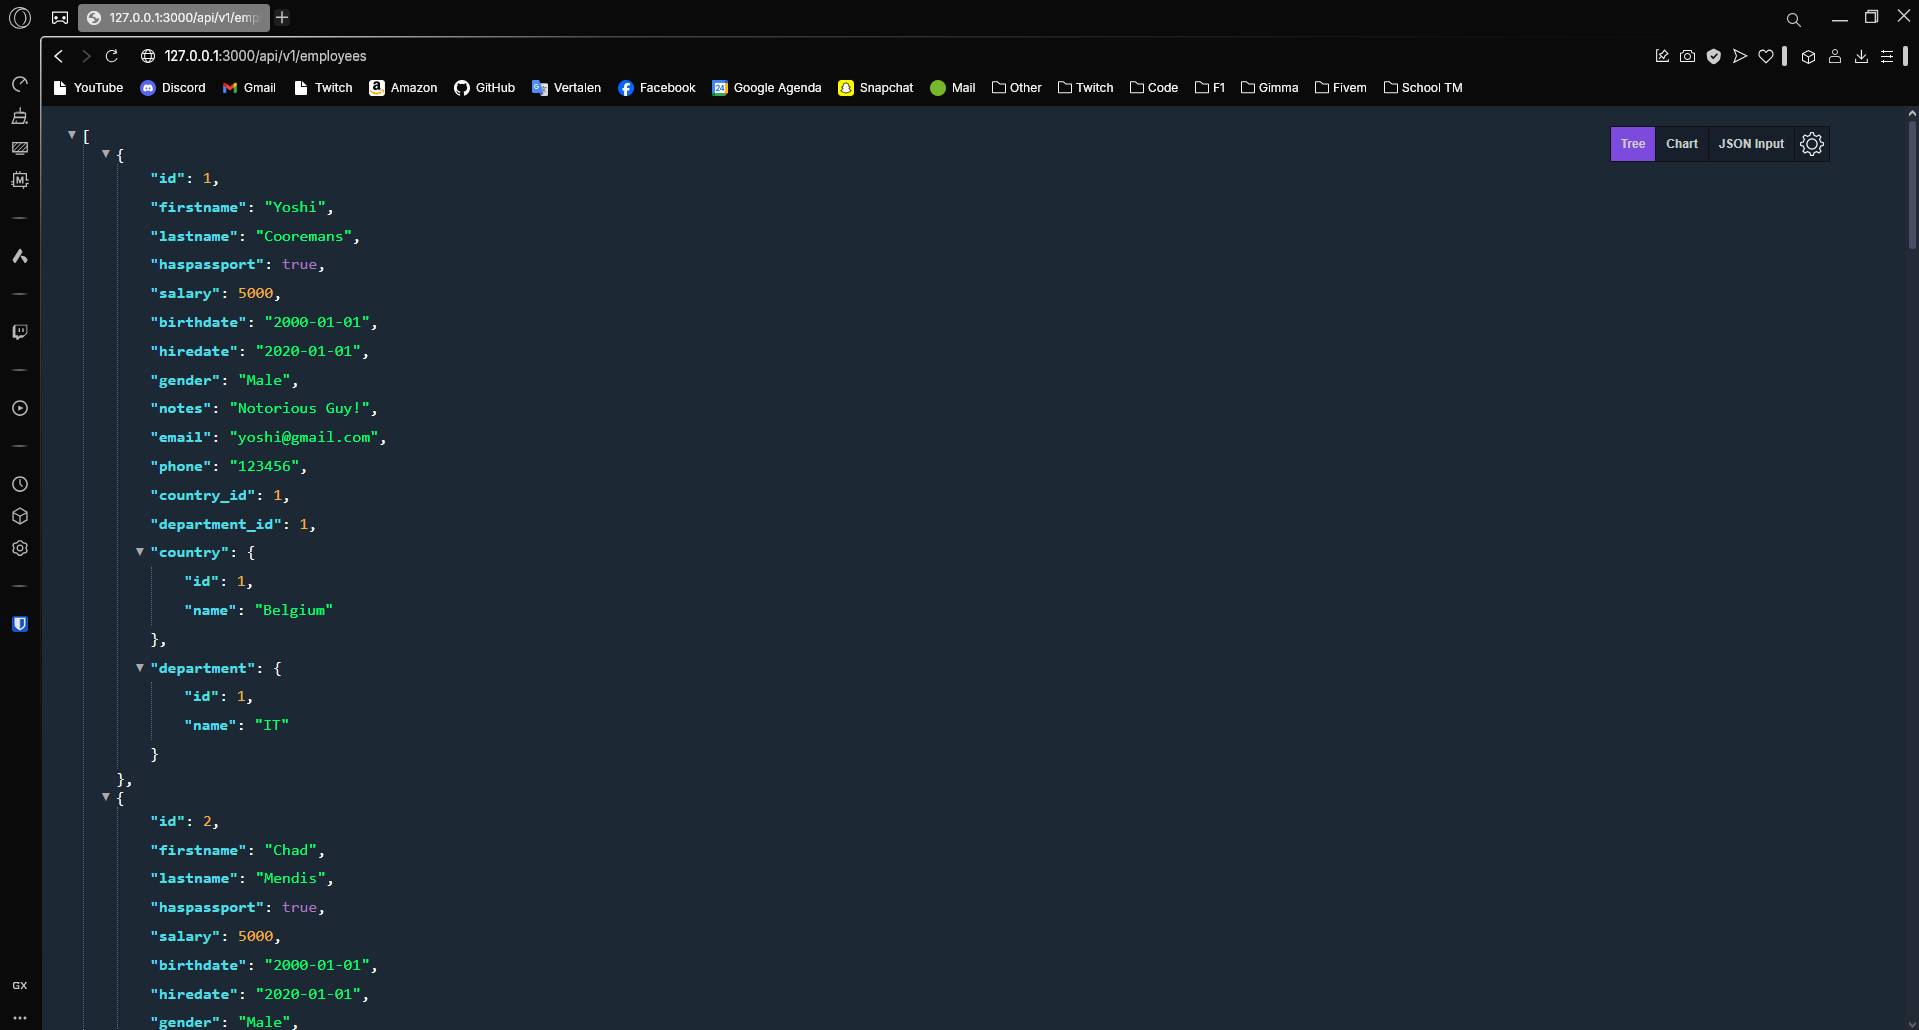 127.0.0.1:3000/api/v1/emp
127.0.0.1:3000/api/v1/employees
YouTube Discord Gmail Twitch Amazon GitHub Vertalen Facebook 24 Google Agenda Snapchat Mail Other Twitch Code F1 Gimma Fivem School TM
Tree Chart JSON Input
[
{
"id": 1,
"firstname": "Yoshi",
"lastname": "Cooremans",
"haspassport": true,
"salary": 5000,
"birthdate": "2000-01-01",
"hiredate": "2020-01-01",
"gender": "Male",
"notes": "Notorious Guy!",
"email": "yoshi@gmail.com",
"phone": "123456",
"country_id": 1,
"department_id": 1,
"country": {
"id": 1,
"name": "Belgium"
},
"department": {
"id": 1,
"name": "IT"
}
},
{
"id": 2,
"firstname": "Chad",
"lastname": "Mendis",
"haspassport": true,
"salary": 5000,
"birthdate": "2000-01-01",
"hiredate": "2020-01-01",
"gender": "Male",
GX